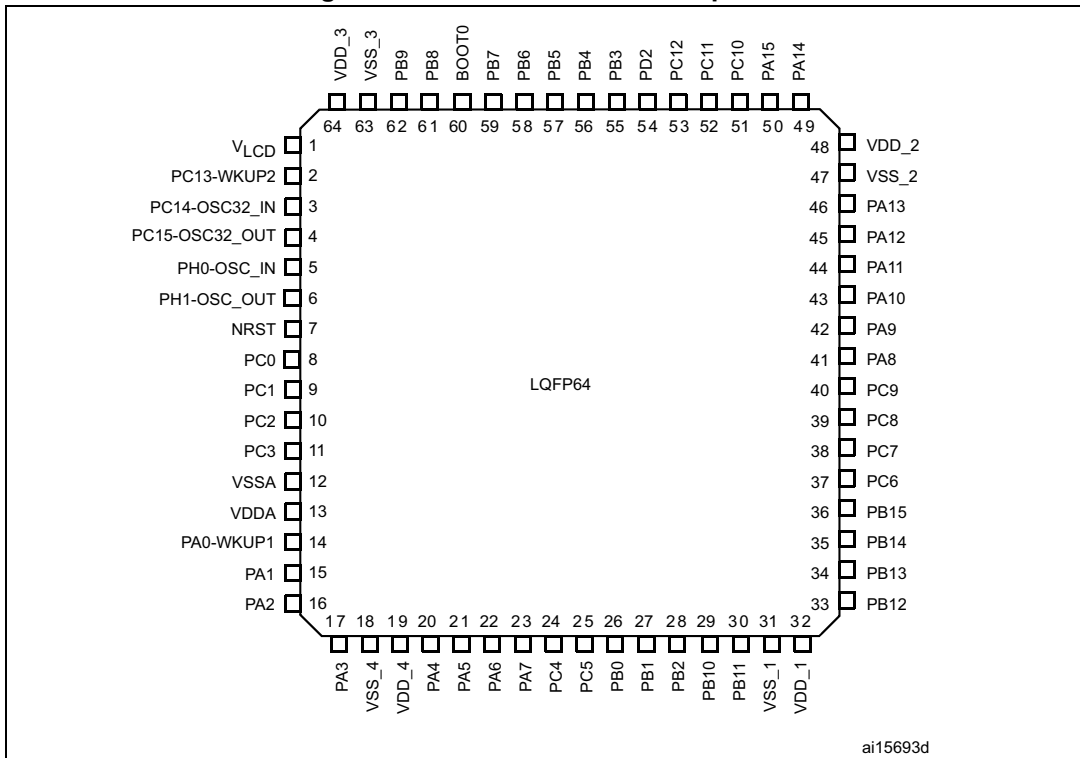 VDD_3 VSS_3 PB9 PB8 BOOT0 PB7 PB6 PB5 PB4 PB3 PD2 PC12 PC11 PC10 PA15 PA14
64 63 62 61 60 59 58 57 56 55 54 53 52 51 50 49
VLCD 1 48 VDD_2
PC13-WKUP2 2 47 VSS_2
PC14-OSC32_IN 3 46 PA13
PC15-OSC32_OUT 4 45 PA12
PH0-OSC_IN 5 44 PA11
PH1-OSC_OUT 6 43 PA10
NRST 7 42 PA9
PC0 8 41 PA8
LQFP64
PC1 9 40 PC9
PC2 10 39 PC8
PC3 11 38 PC7
VSSA 12 37 PC6
VDDA 13 36 PB15
PA0-WKUP1 14 35 PB14
PA1 15 34 PB13
PA2 16 33 PB12
17 18 19 20 21 22 23 24 25 26 27 28 29 30 31 32
PA3 VSS_4 VDD_4 PA4 PA5 PA6 PA7 PC4 PC5 PB0 PB1 PB2 PB10 PB11 VSS_1 VDD_1
ai15693d